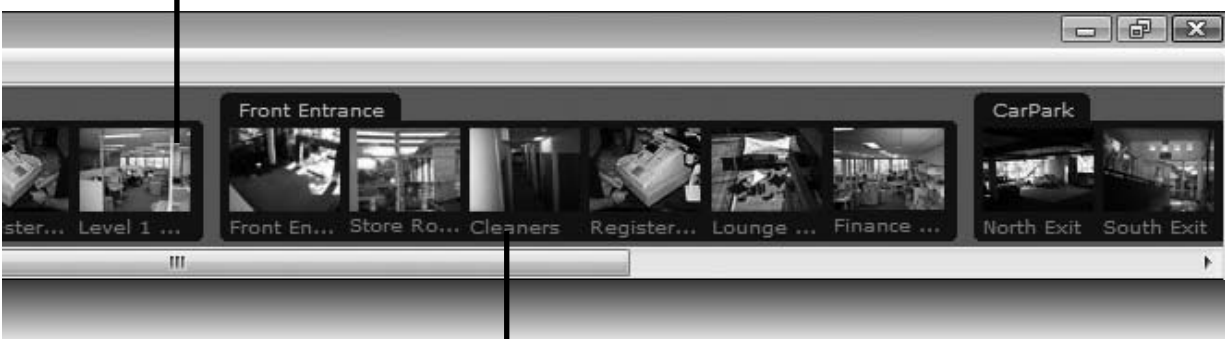 Front Entrance CarPark
ster... Level 1 ... Front En... Store Ro... Cleaners Register... Lounge ... Finance ... North Exit South Exit